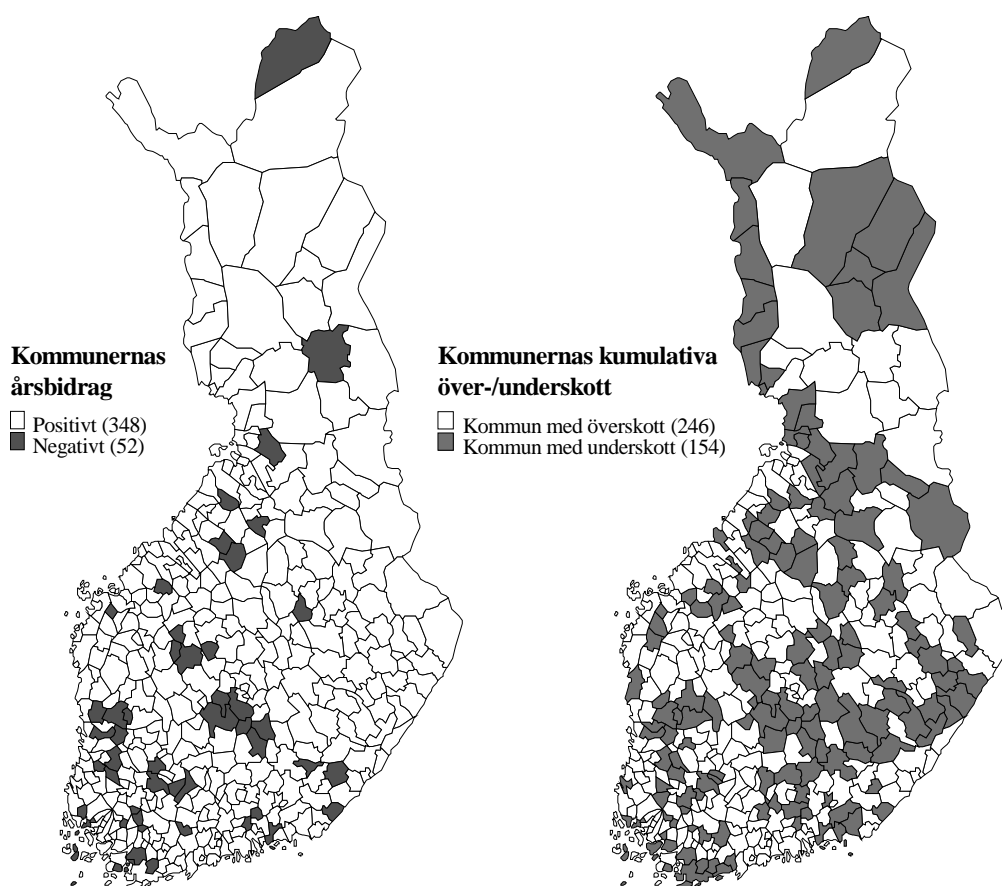 Kommunernas
årsbidrag
Positivt (348)
Negativt (52)
Kommunernas kumulativa
över-/underskott
Kommun med överskott (246)
Kommun med underskott (154)